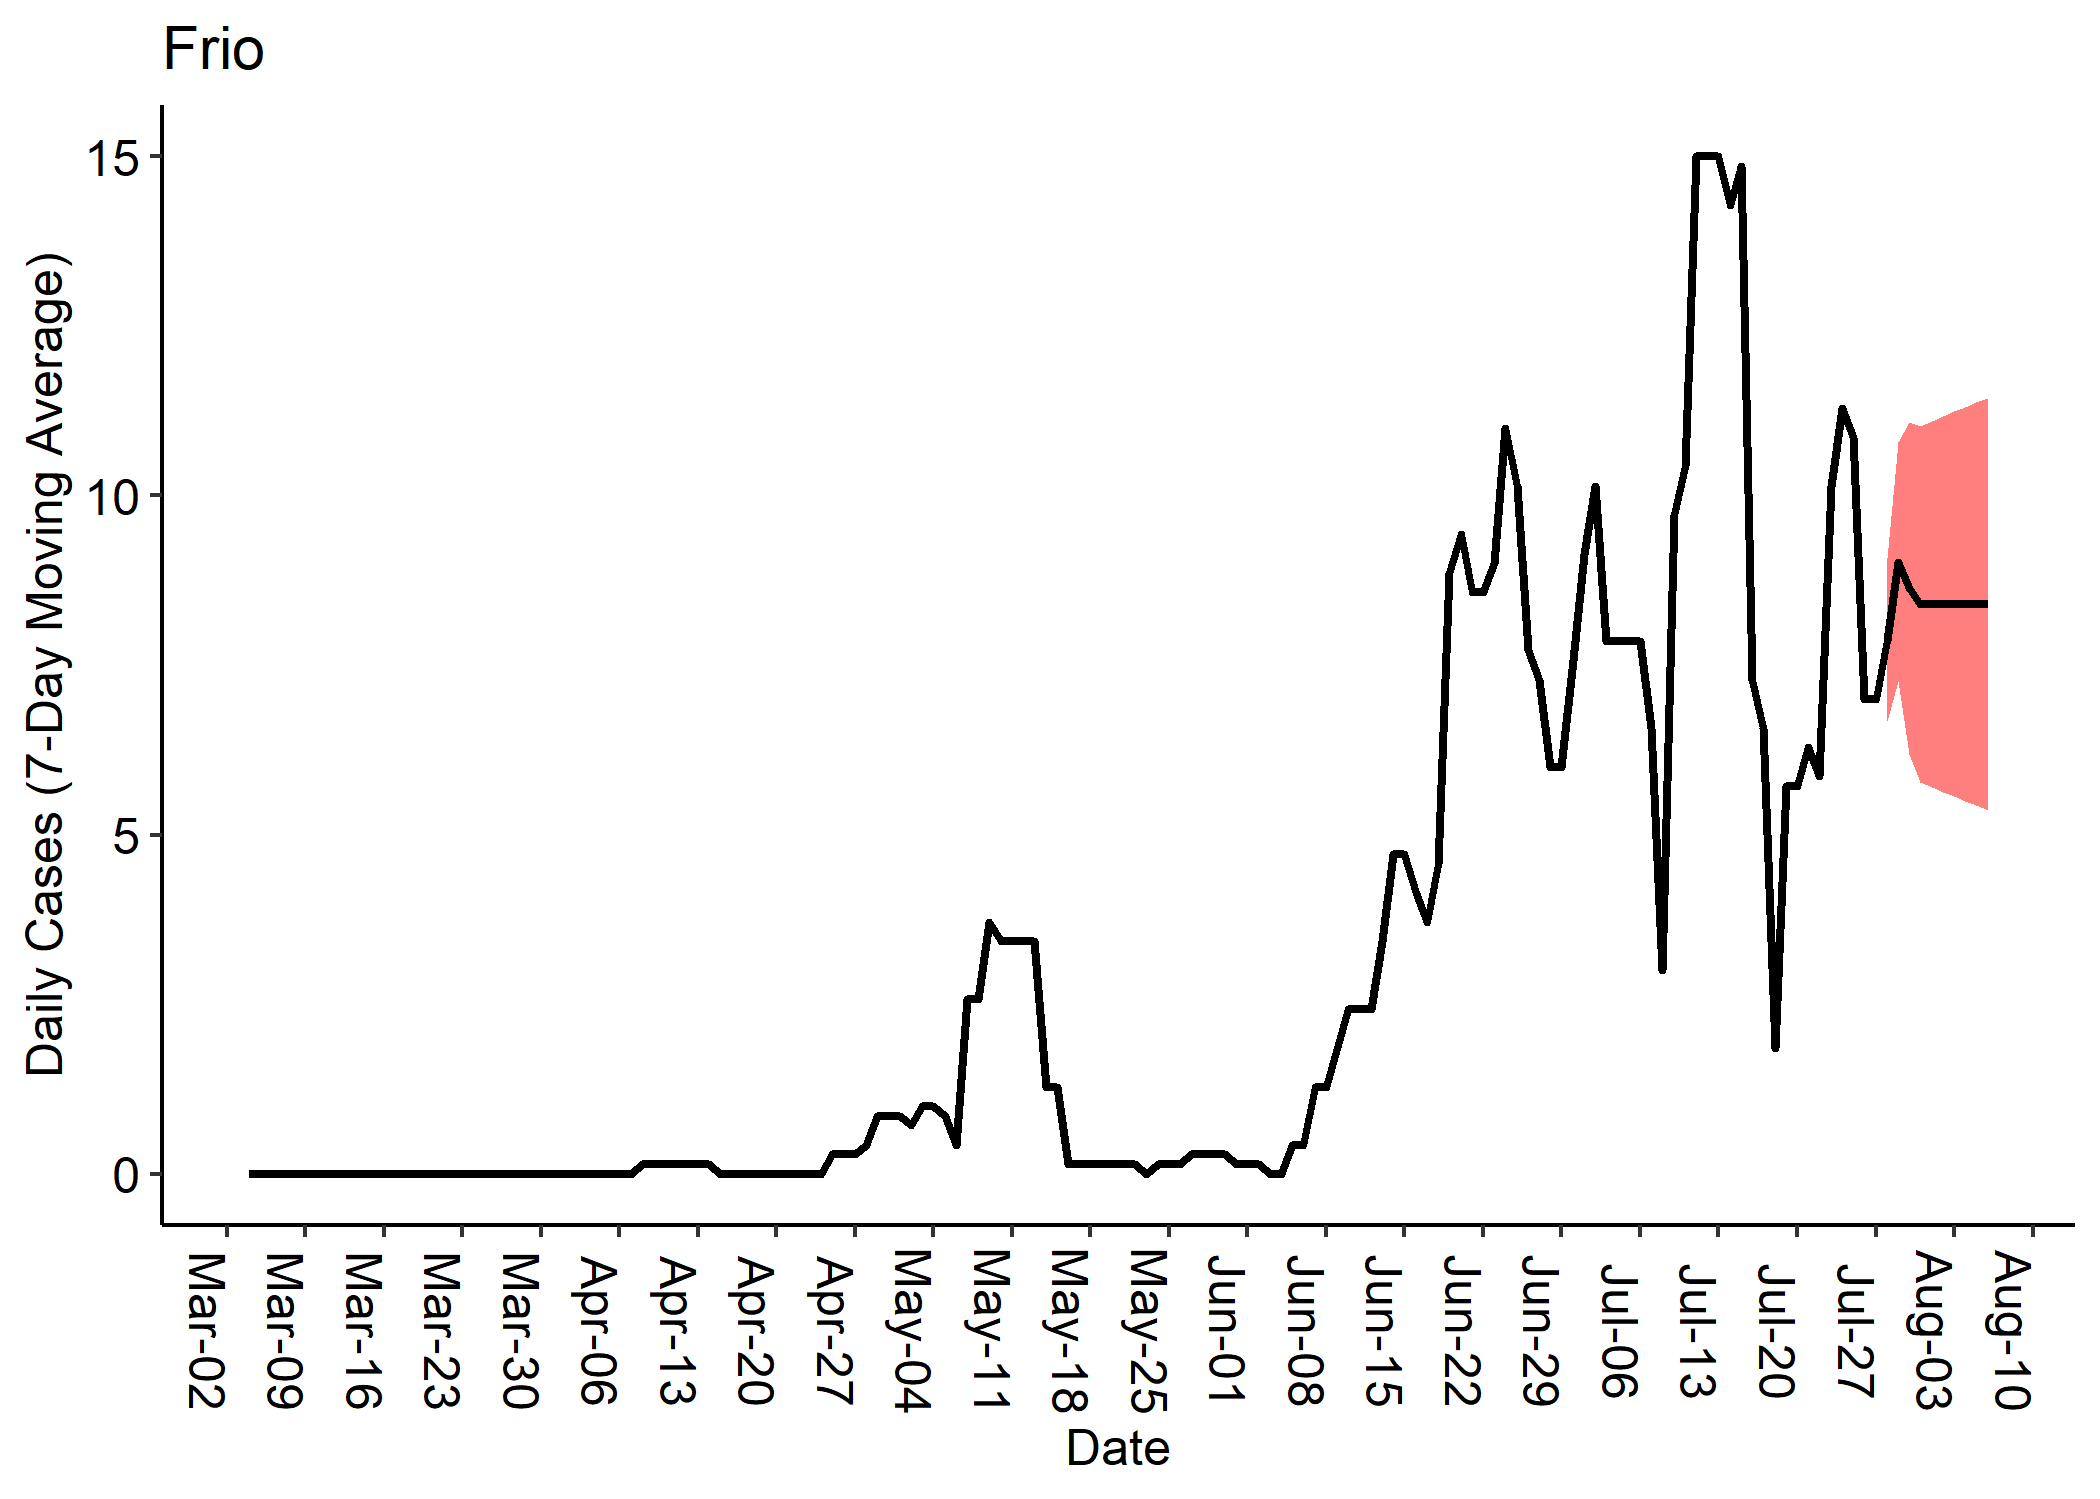 Frio
Daily Cases (7-Day Moving Average)
15
10
5
0
Mar-02
Mar-09
Mar-16
Mar-23
Mar-30
Apr-06
Apr-13
Apr-20
Apr-27
May-04
May-11
May-18
May-25
Jun-01
Jun-08
Jun-15
Jun-22
Jun-29
Jul-06
Jul-13
Jul-20
Jul-27
Aug-03
Aug-10
Date